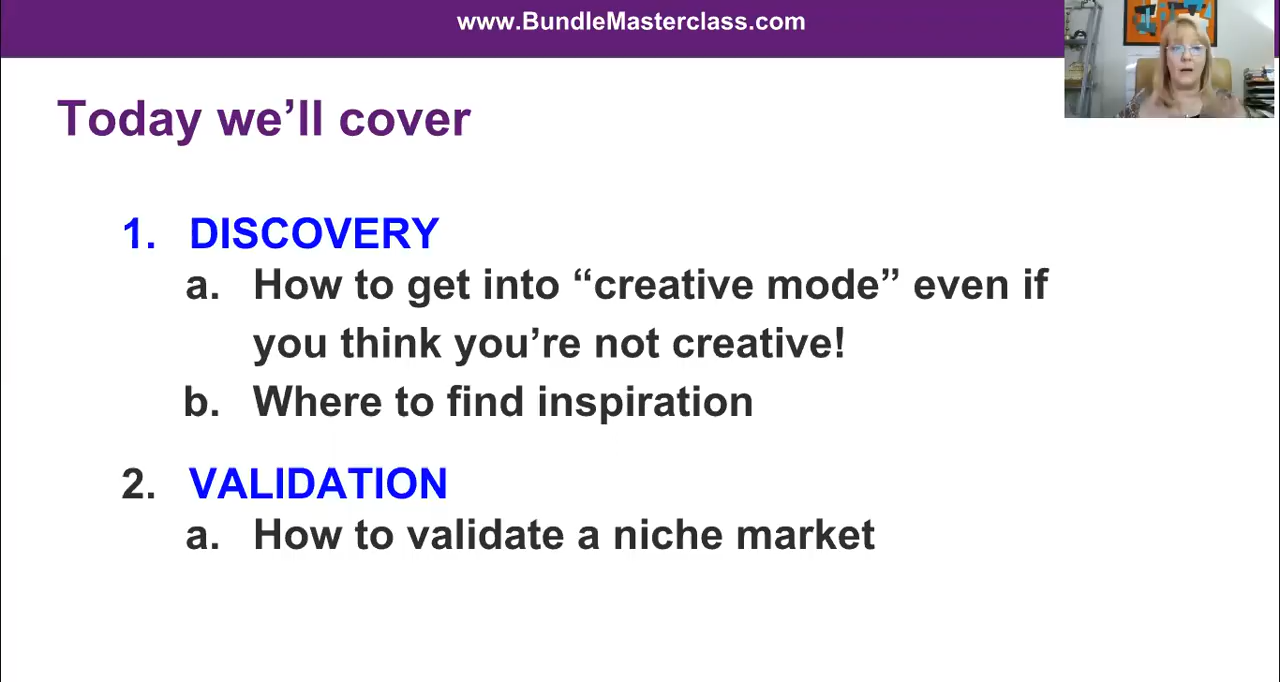 www.BundleMasterclass.com
Today we’ll cover
1. DISCOVERY
a. How to get into “creative mode” even if
you think you’re not creative!
b. Where to find inspiration
2. VALIDATION
a. How to validate a niche market